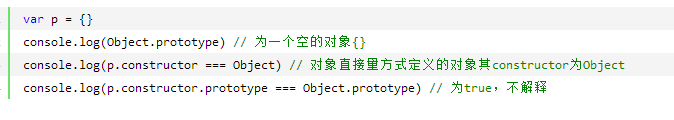 var p = {}
console.log(Object.prototype) // 为一个空的对象{}
console.log(p.constructor === Object) // 对象直接量方式定义的对象其constructor为Object
console.log(p.constructor.prototype === Object.prototype) // 为true，不解释